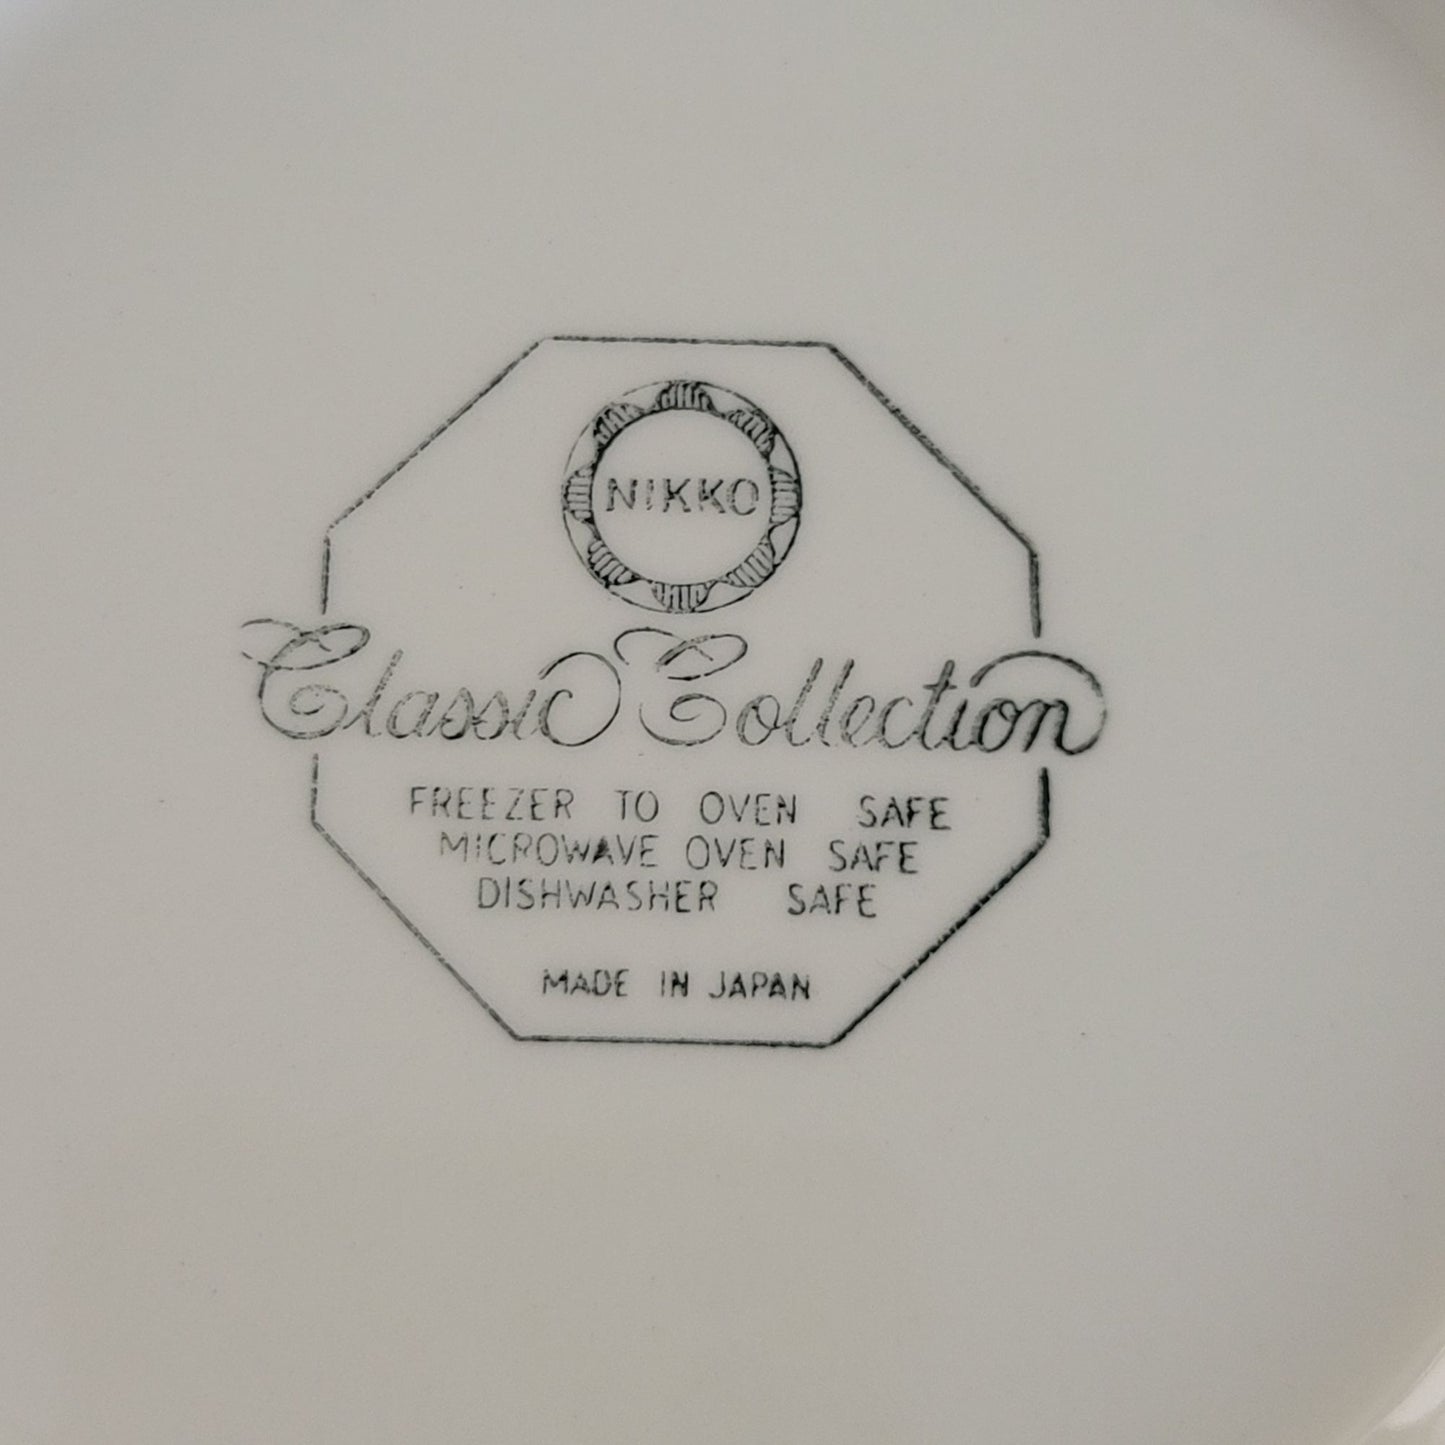 NIKKO
Classic Collection
FREEZER TO OVEN SAFE
MICROWAVE OVEN SAFE
DISHWASHER SAFE
MADE IN JAPAN